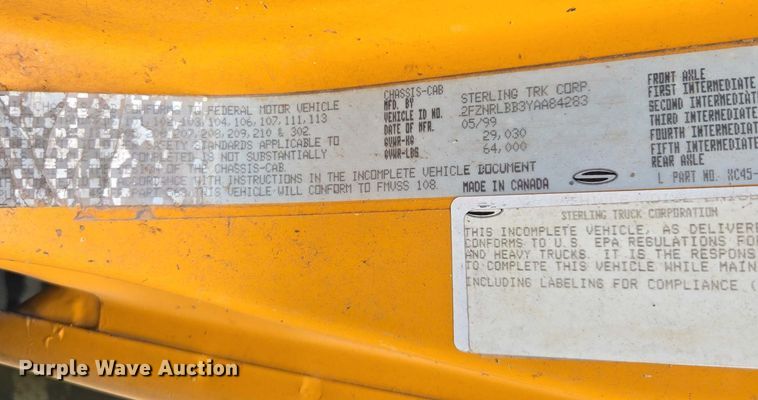 FEDERAL MOTOR VEHICLE
104, 106, 107, 111, 113
207, 208, 209, 210 & 302
SAFETY STANDARDS APPLICABLE TO
IS NOT SUBSTANTIALLY
OF THE CHASSIS-CAB
WITH INSTRUCTIONS IN THE INCOMPLETE VEHICLE DOCUMENT
THIS VEHICLE WILL CONFORM TO FMVSS 108.
CHASSIS-CAB
MFD. BY STERLING TRK CORP.
VEHICLE ID NO. 2FZNRLBB3YAA84283
DATE OF MFR. 05/99
GVWR-KG 29,030
GVWR-LBS 64,000
MADE IN CANADA
FRONT AXLE
FIRST INTERMEDIATE
SECOND INTERMEDIATE
THIRD INTERMEDIATE
FOURTH INTERMEDIATE
FIFTH INTERMEDIATE
REAR AXLE
L PART NO. XC45-
STERLING TRUCK CORPORATION
THIS INCOMPLETE VEHICLE, AS DELIVER
CONFORMS TO U.S. EPA REGULATIONS FO
AND HEAVY TRUCKS. IT IS THE RESPONS
TO COMPLETE THIS VEHICLE WHILE MAIN
INCLUDING LABELING FOR COMPLIANCE (
Purple Wave Auction